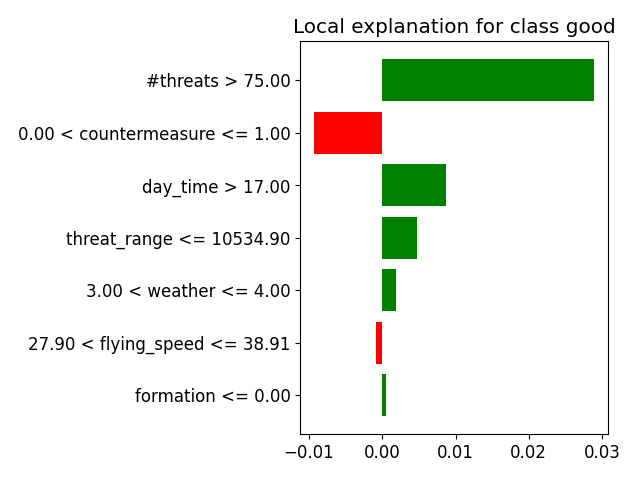 Local explanation for class good
#threats > 75.00
0.00 < countermeasure <= 1.00
day_time > 17.00
threat_range <= 10534.90
3.00 < weather <= 4.00
27.90 < flying_speed <= 38.91
formation <= 0.00
−0.01 0.00 0.01 0.02 0.03